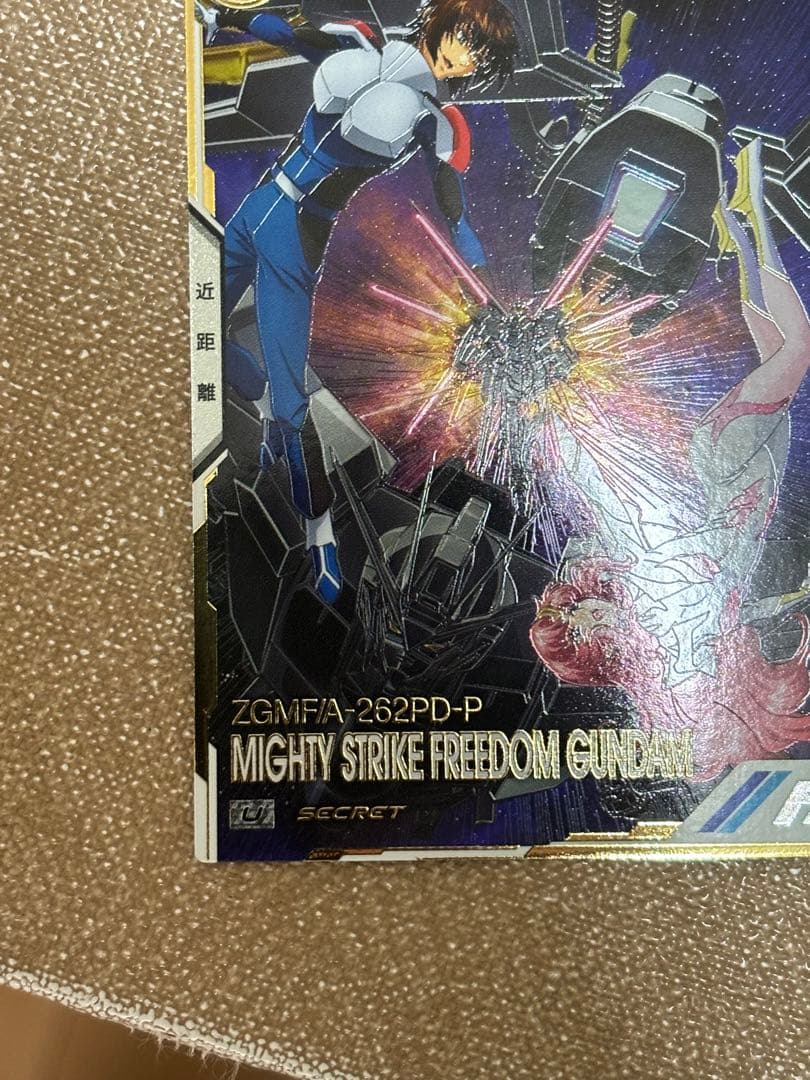 近距離
ZGMF/A-262PD-P
MIGHTY STRIKE FREEDOM GUNDAM
U SECRET